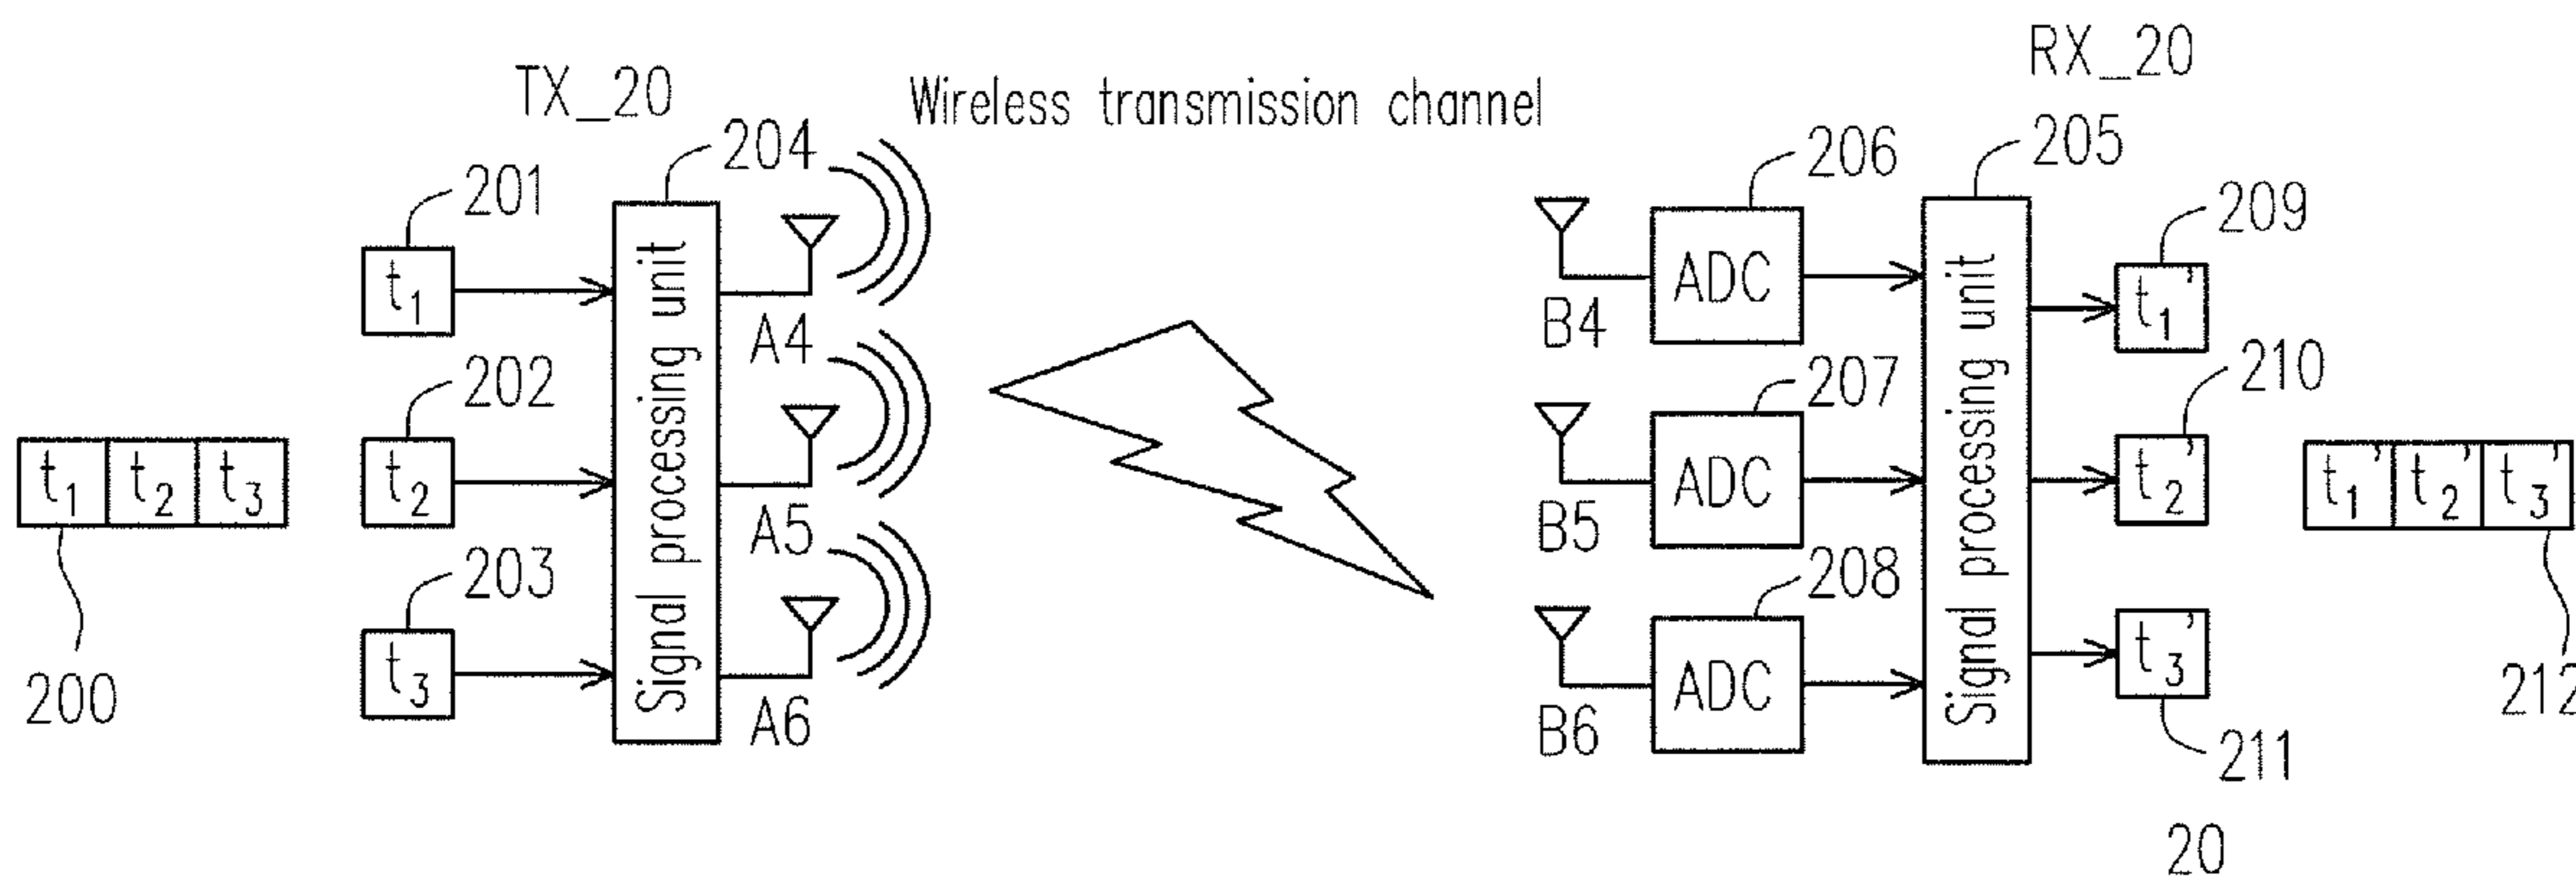 TX_20
Wireless transmission channel
RX_20
201
204
206
205
209
t1
Signal processing unit
A4
B4
ADC
Signal processing unit
t1'
202
207
210
t1 t2 t3
t2
A5
B5
ADC
t2'
t1' t2' t3'
200
203
208
212
t3
A6
B6
ADC
t3'
211
20